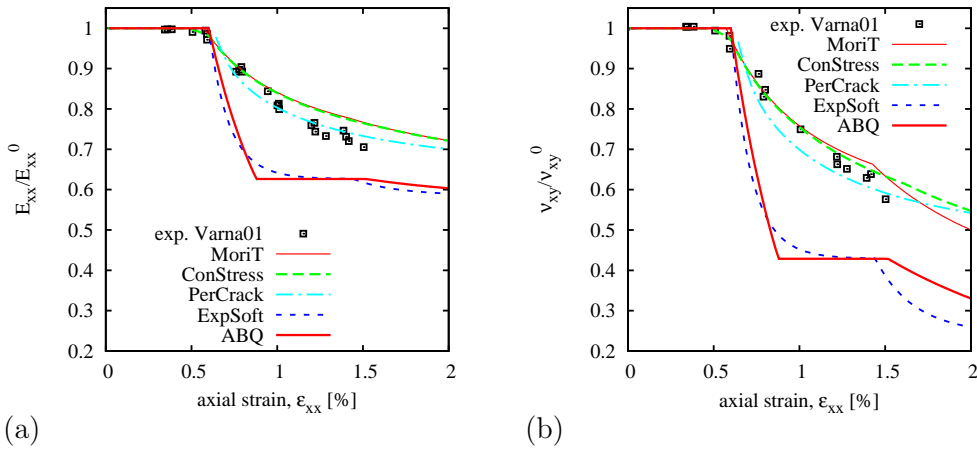 1
0.9
0.8
0.7
0.6
0.5
0.4
0.3
0.2
0
0.5
1
1.5
2
E_xx/E_xx^0
axial strain, ε_xx [%]
exp. Varna01
MoriT
ConStress
PerCrack
ExpSoft
ABQ
(a)
1
0.9
0.8
0.7
0.6
0.5
0.4
0.3
0.2
0
0.5
1
1.5
2
ν_xy/ν_xy^0
axial strain, ε_xx [%]
exp. Varna01
MoriT
ConStress
PerCrack
ExpSoft
ABQ
(b)